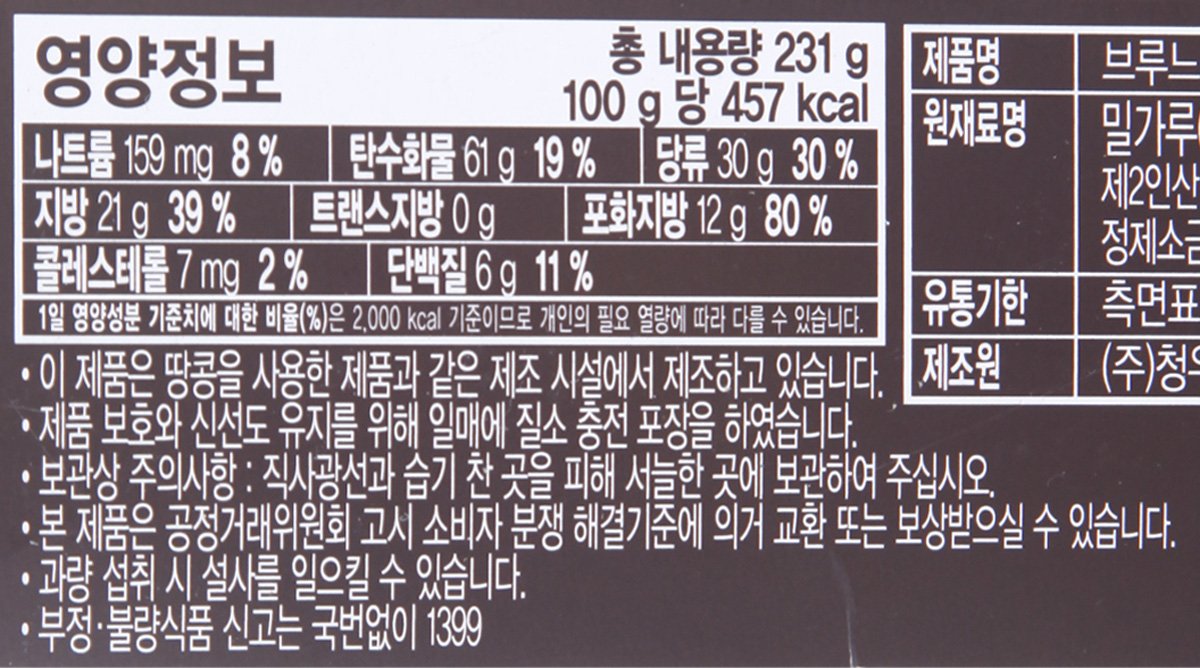 영양정보
총 내용량 231 g
100 g 당 457 kcal
나트륨 159 mg 8 % 탄수화물 61 g 19 % 당류 30 g 30 %
지방 21 g 39 % 트랜스지방 0 g 포화지방 12 g 80 %
콜레스테롤 7 mg 2 % 단백질 6 g 11 %
1일 영양성분 기준치에 대한 비율(%)은 2,000 kcal 기준이므로 개인의 필요 열량에 따라 다를 수 있습니다.
• 이 제품은 땅콩을 사용한 제품과 같은 제조 시설에서 제조하고 있습니다.
• 제품 보호와 신선도 유지를 위해 일매에 질소 충전 포장을 하였습니다.
• 보관상 주의사항 : 직사광선과 습기 찬 곳을 피해 서늘한 곳에 보관하여 주십시오.
• 본 제품은 공정거래위원회 고시 소비자 분쟁 해결기준에 의거 교환 또는 보상받으실 수 있습니다.
• 과량 섭취 시 설사를 일으킬 수 있습니다.
• 부정·불량식품 신고는 국번없이 1399
제품명 브루느
원재료명 밀가루(
제2인산
정제소금
유통기한 측면표
제조원 (주)청